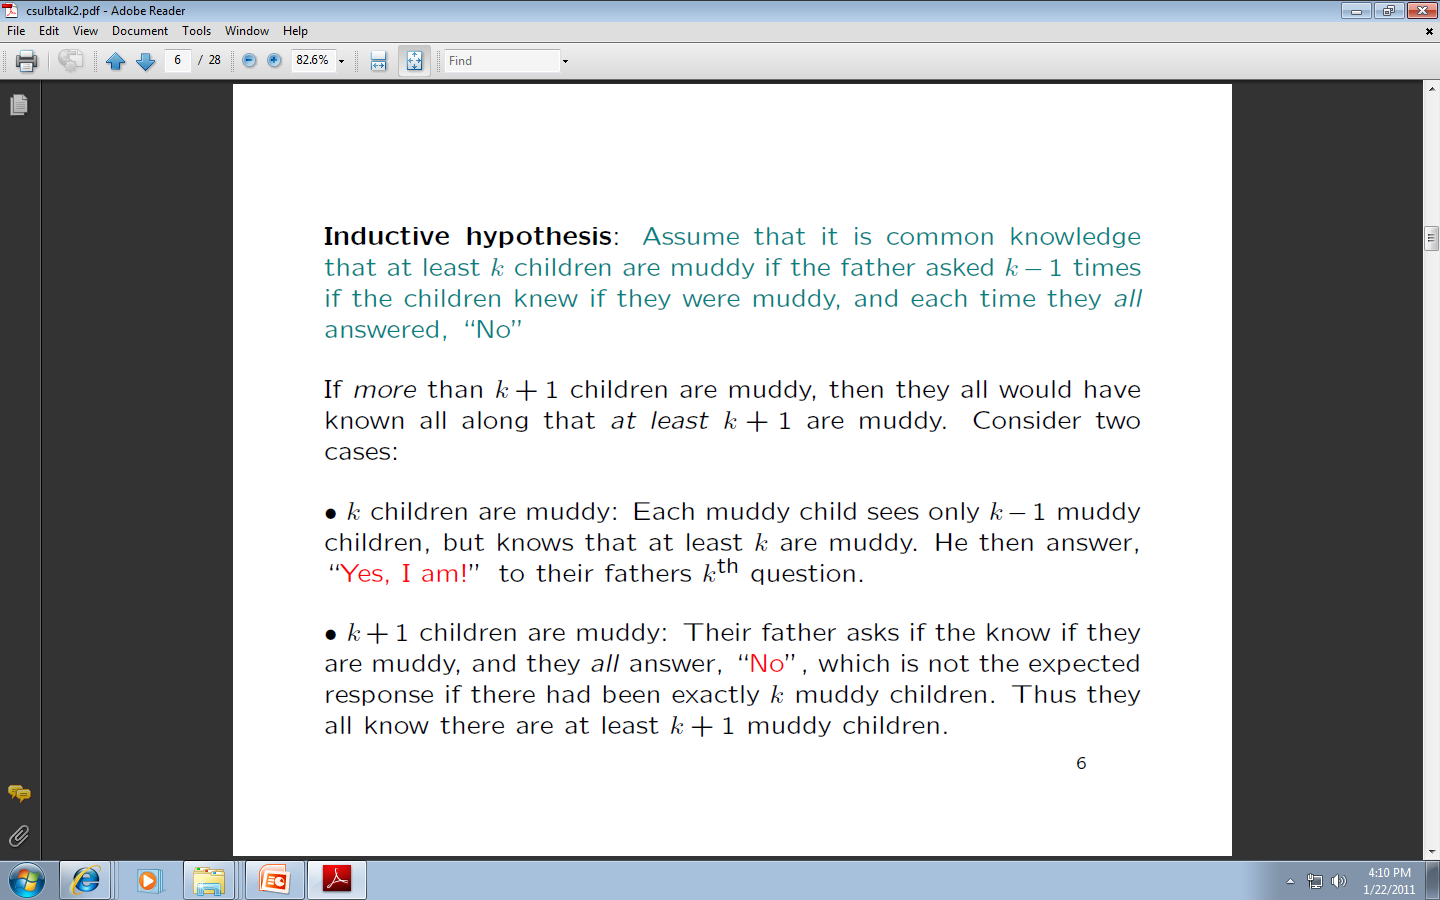 csulbtalk2.pdf - Adobe Reader
File Edit View Document Tools Window Help
6 / 28 82.6% Find
Inductive hypothesis: Assume that it is common knowledge
that at least k children are muddy if the father asked k − 1 times
if the children knew if they were muddy, and each time they all
answered, “No”
If more than k + 1 children are muddy, then they all would have
known all along that at least k + 1 are muddy. Consider two
cases:
• k children are muddy: Each muddy child sees only k − 1 muddy
children, but knows that at least k are muddy. He then answer,
“Yes, I am!” to their fathers kth question.
• k + 1 children are muddy: Their father asks if the know if they
are muddy, and they all answer, “No”, which is not the expected
response if there had been exactly k muddy children. Thus they
all know there are at least k + 1 muddy children.
6
4:10 PM
1/22/2011